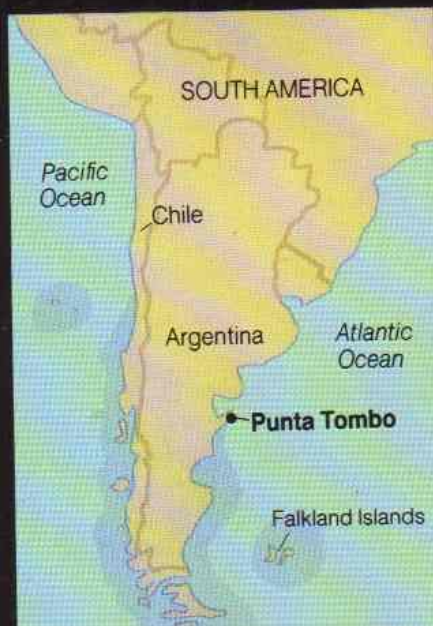 SOUTH AMERICA
Pacific
Ocean
Chile
Argentina
Atlantic
Ocean
Punta Tombo
Falkland Islands